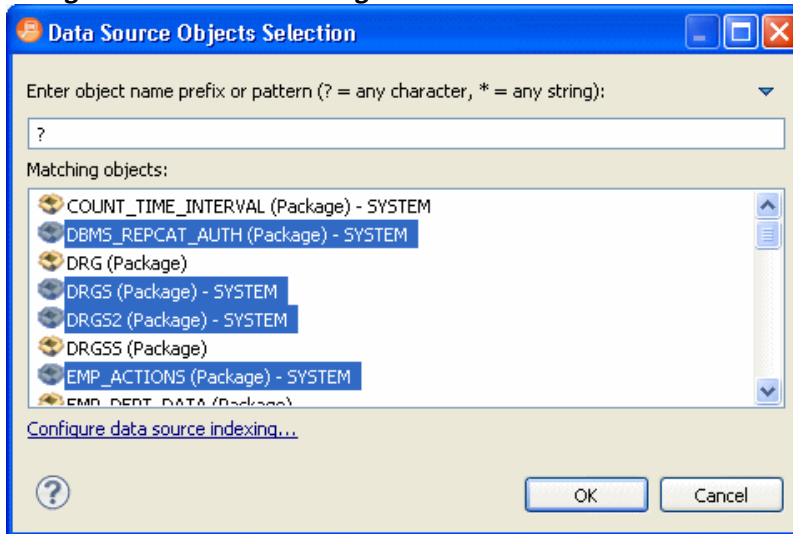 Data Source Objects Selection
Enter object name prefix or pattern (? = any character, * = any string):
?
Matching objects:
COUNT_TIME_INTERVAL (Package) - SYSTEM
DBMS_REPCAT_AUTH (Package) - SYSTEM
DRG (Package)
DRGS (Package) - SYSTEM
DRGS2 (Package) - SYSTEM
DRGSS (Package)
EMP_ACTIONS (Package) - SYSTEM
EMP_DEPT_DATA (Package)
Configure data source indexing...
? OK Cancel